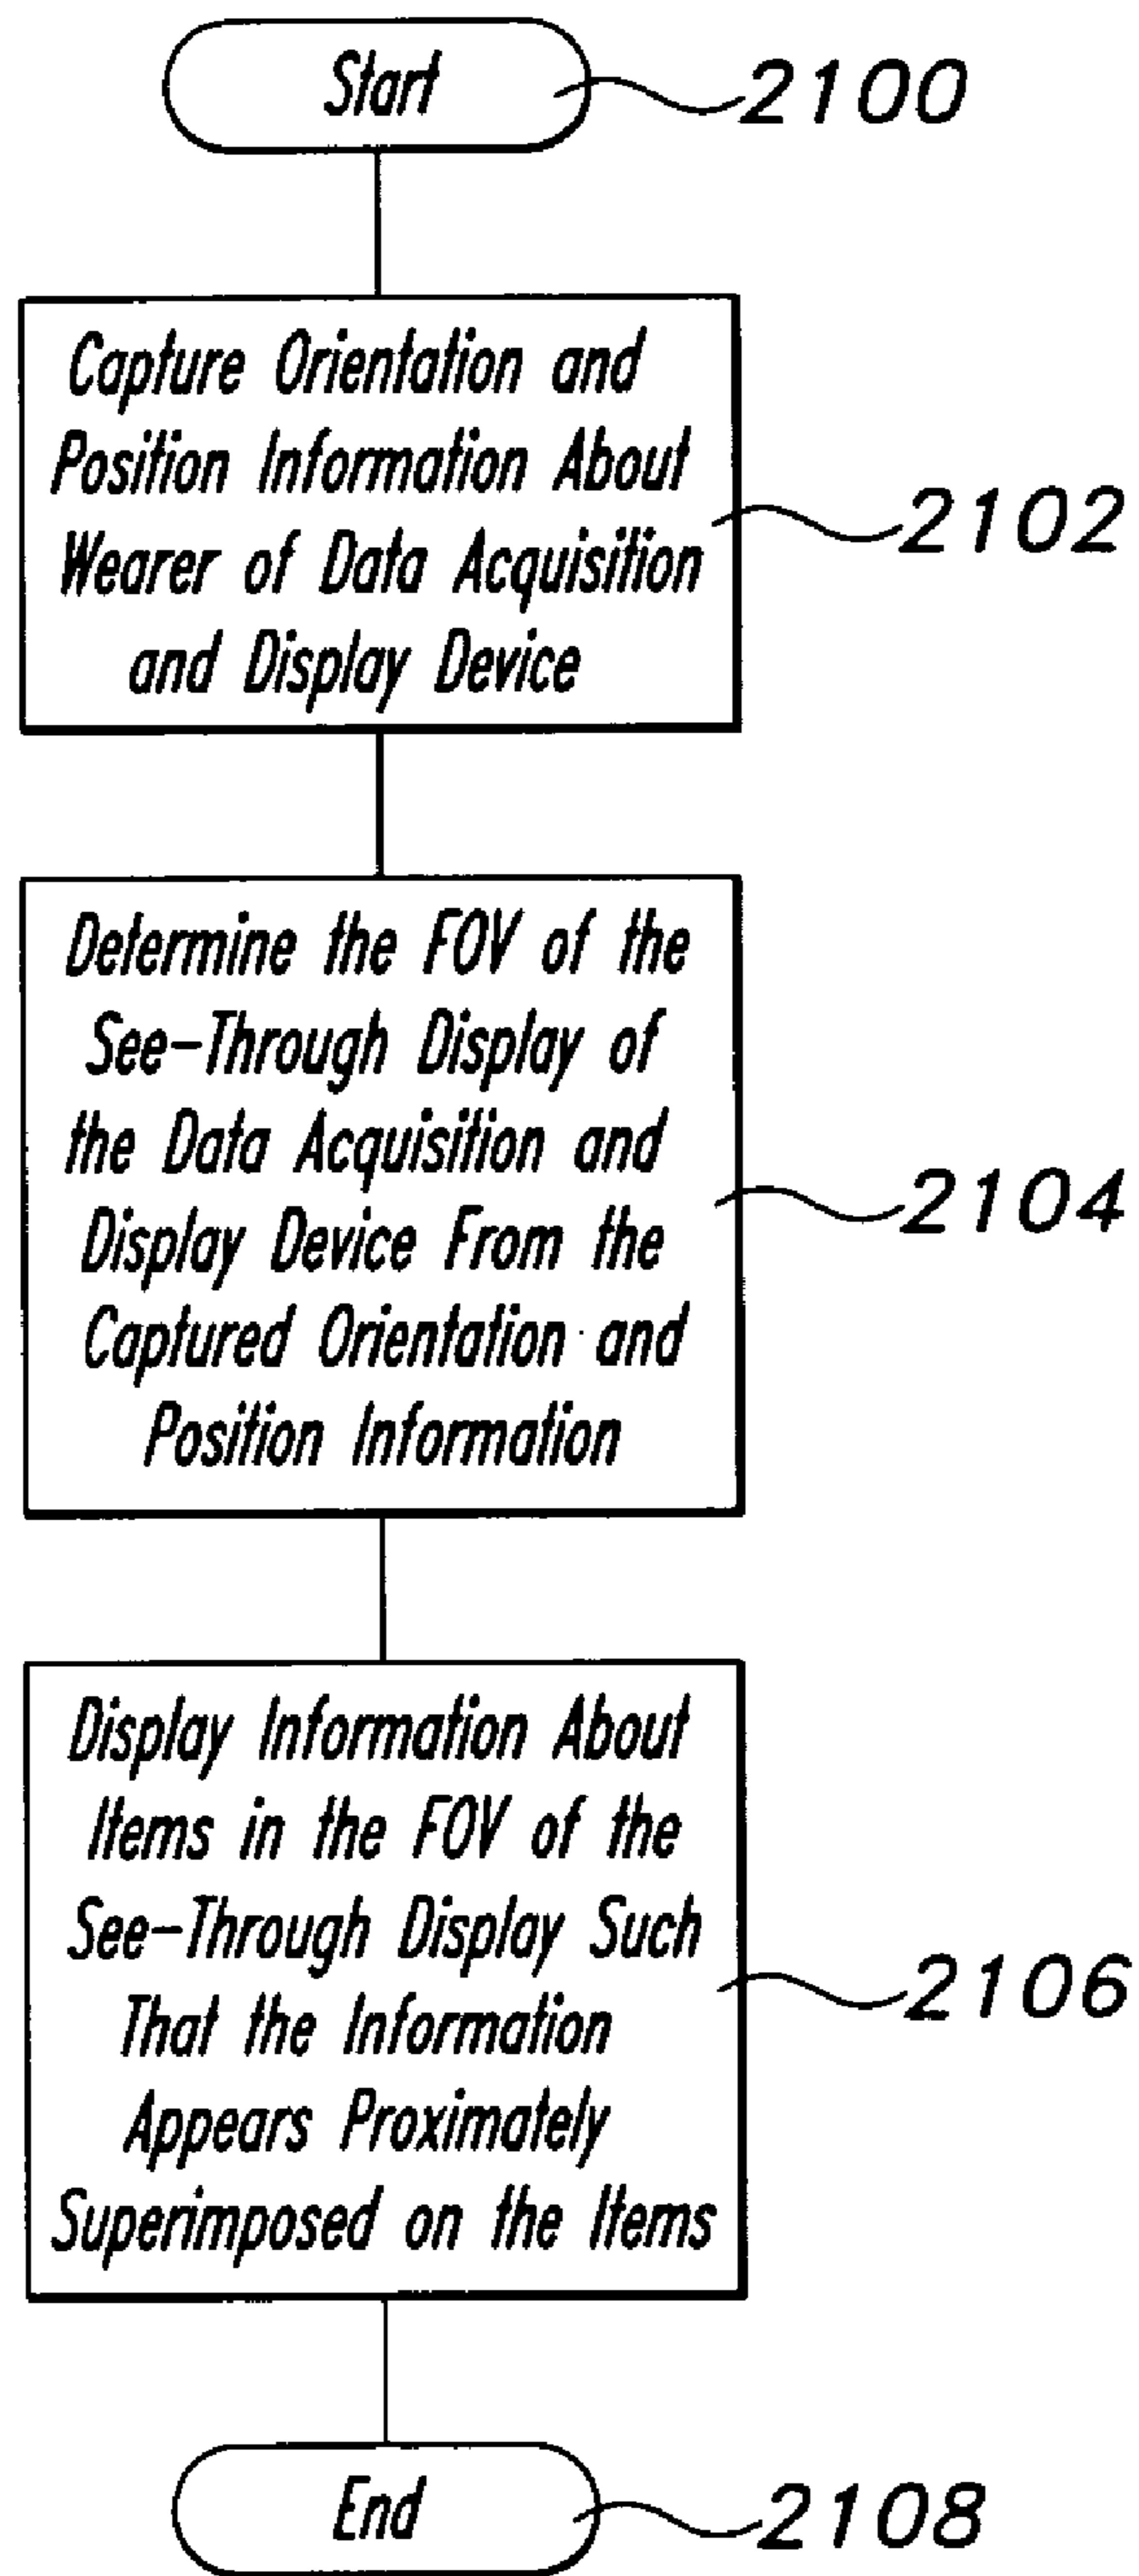 Start
2100
Capture Orientation and
Position Information About
Wearer of Data Acquisition
and Display Device
2102
Determine the FOV of the
See-Through Display of
the Data Acquisition and
Display Device From the
Captured Orientation and
Position Information
2104
Display Information About
Items in the FOV of the
See-Through Display Such
That the Information
Appears Proximately
Superimposed on the Items
2106
End
2108